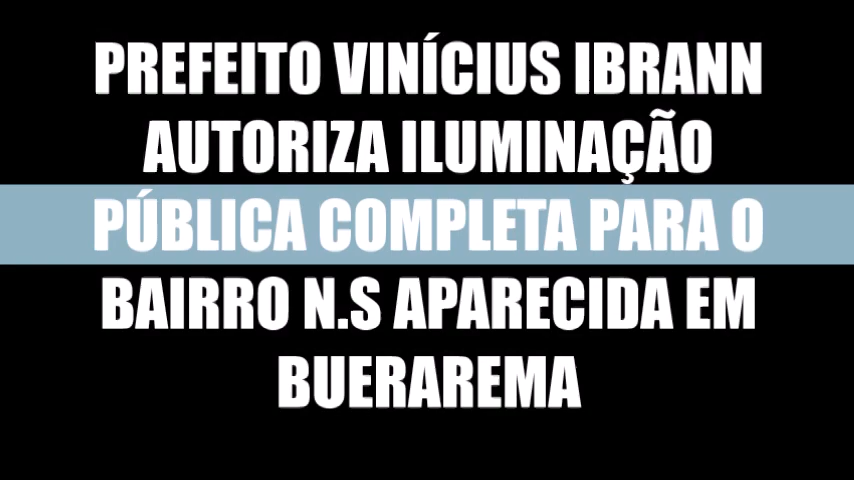 PREFEITO VINÍCIUS IBRANN
AUTORIZA ILUMINAÇÃO
PÚBLICA COMPLETA PARA O
BAIRRO N.S APARECIDA EM
BUERAREMA